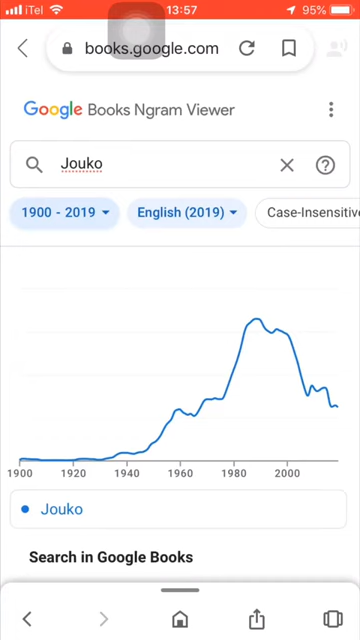 iTel 13:57 95%
books.google.com
Google Books Ngram Viewer
Jouko
1900 - 2019 English (2019) Case-Insensitive
1900 1920 1940 1960 1980 2000
Jouko
Search in Google Books